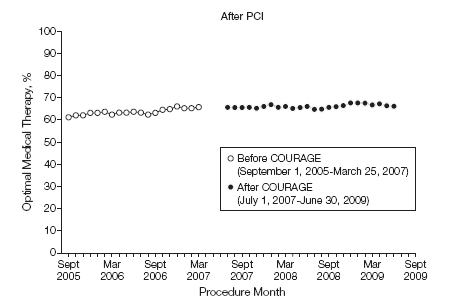 After PCI
100
90
80
70
60
50
40
30
20
10
0
Optimal Medical Therapy, %
Before COURAGE
(September 1, 2005-March 25, 2007)
After COURAGE
(July 1, 2007-June 30, 2009)
Sept Mar Sept Mar Sept Mar Sept Mar Sept
2005 2006 2006 2007 2007 2008 2008 2009 2009
Procedure Month